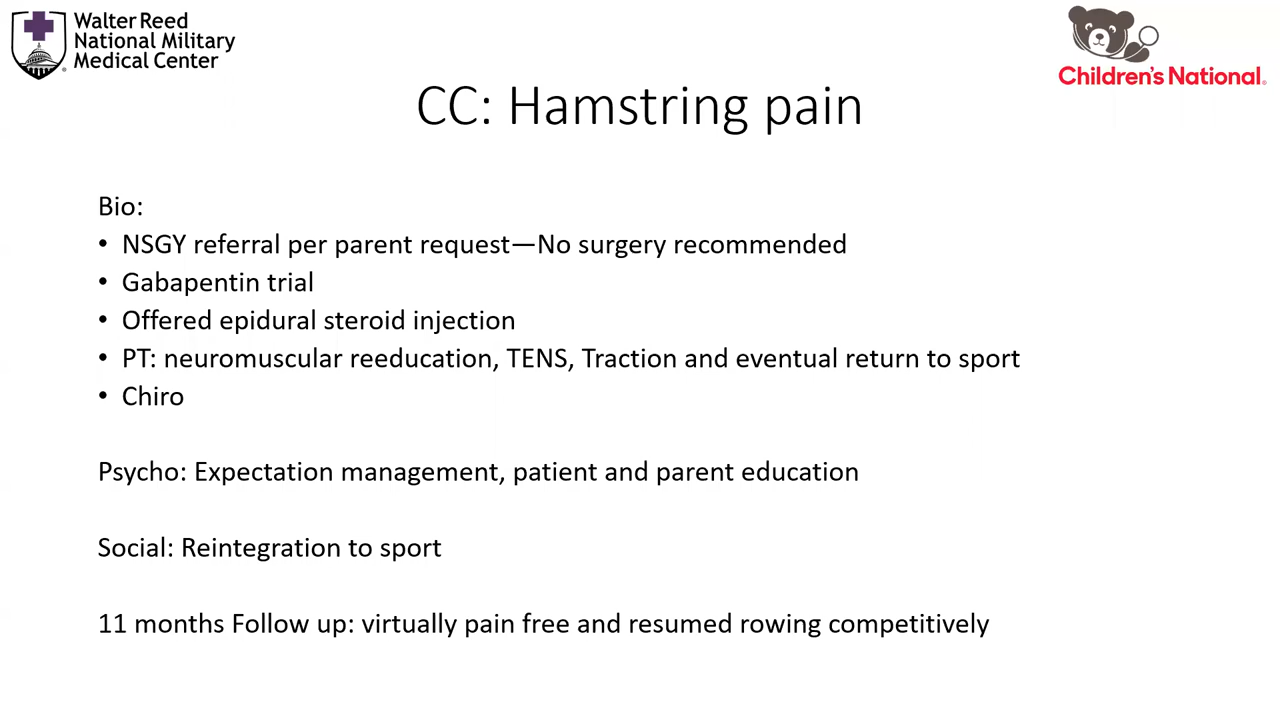 Walter Reed
National Military
Medical Center
Children's National
CC: Hamstring pain
Bio:
• NSGY referral per parent request—No surgery recommended
• Gabapentin trial
• Offered epidural steroid injection
• PT: neuromuscular reeducation, TENS, Traction and eventual return to sport
• Chiro
Psycho: Expectation management, patient and parent education
Social: Reintegration to sport
11 months Follow up: virtually pain free and resumed rowing competitively